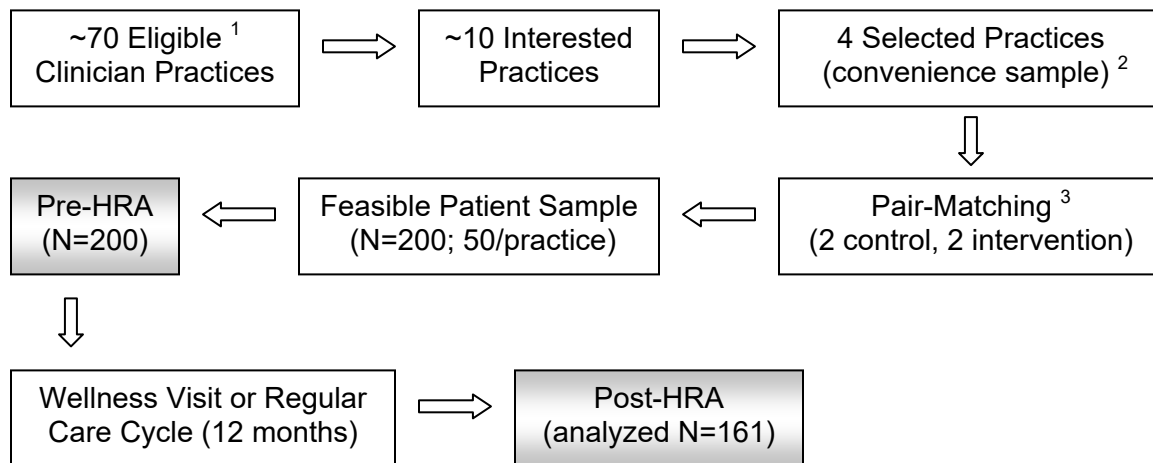 ~70 Eligible 1
Clinician Practices
~10 Interested
Practices
4 Selected Practices
(convenience sample) 2
Pair-Matching 3
(2 control, 2 intervention)
Feasible Patient Sample
(N=200; 50/practice)
Pre-HRA
(N=200)
Wellness Visit or Regular
Care Cycle (12 months)
Post-HRA
(analyzed N=161)